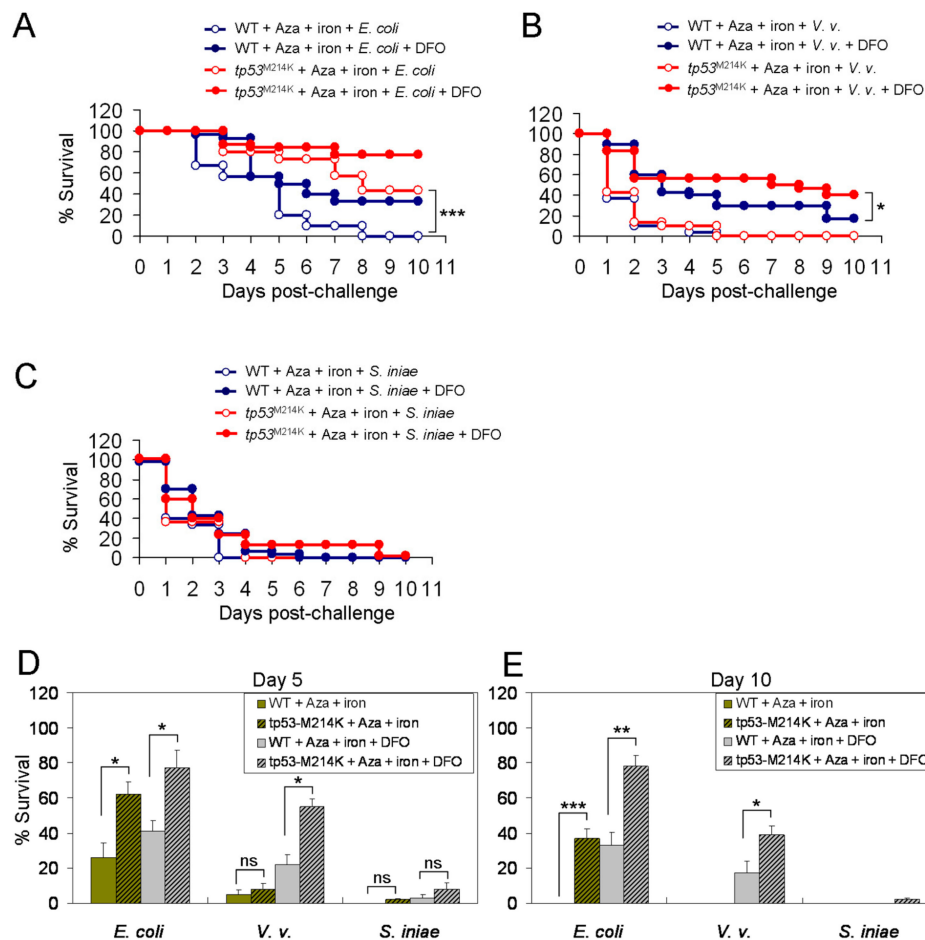 A
WT + Aza + iron + E. coli
WT + Aza + iron + E. coli + DFO
tp53M214K + Aza + iron + E. coli
tp53M214K + Aza + iron + E. coli + DFO
120
100
80
60
40
20
0
% Survival
***
0 1 2 3 4 5 6 7 8 9 10 11
Days post-challenge
B
WT + Aza + iron + V. v.
WT + Aza + iron + V. v. + DFO
tp53M214K + Aza + iron + V. v.
tp53M214K + Aza + iron + V. v. + DFO
120
100
80
60
40
20
0
% Survival
*
0 1 2 3 4 5 6 7 8 9 10 11
Days post-challenge
C
WT + Aza + iron + S. iniae
WT + Aza + iron + S. iniae + DFO
tp53M214K + Aza + iron + S. iniae
tp53M214K + Aza + iron + S. iniae + DFO
120
100
80
60
40
20
0
% Survival
0 1 2 3 4 5 6 7 8 9 10 11
Days post-challenge
D
Day 5
WT + Aza + iron
tp53-M214K + Aza + iron
WT + Aza + iron + DFO
tp53-M214K + Aza + iron + DFO
120
100
80
60
40
20
0
% Survival
* * ns * ns ns
E. coli V. v. S. iniae
E
Day 10
WT + Aza + iron
tp53-M214K + Aza + iron
WT + Aza + iron + DFO
tp53-M214K + Aza + iron + DFO
120
100
80
60
40
20
0
% Survival
*** ** *
E. coli V. v. S. iniae